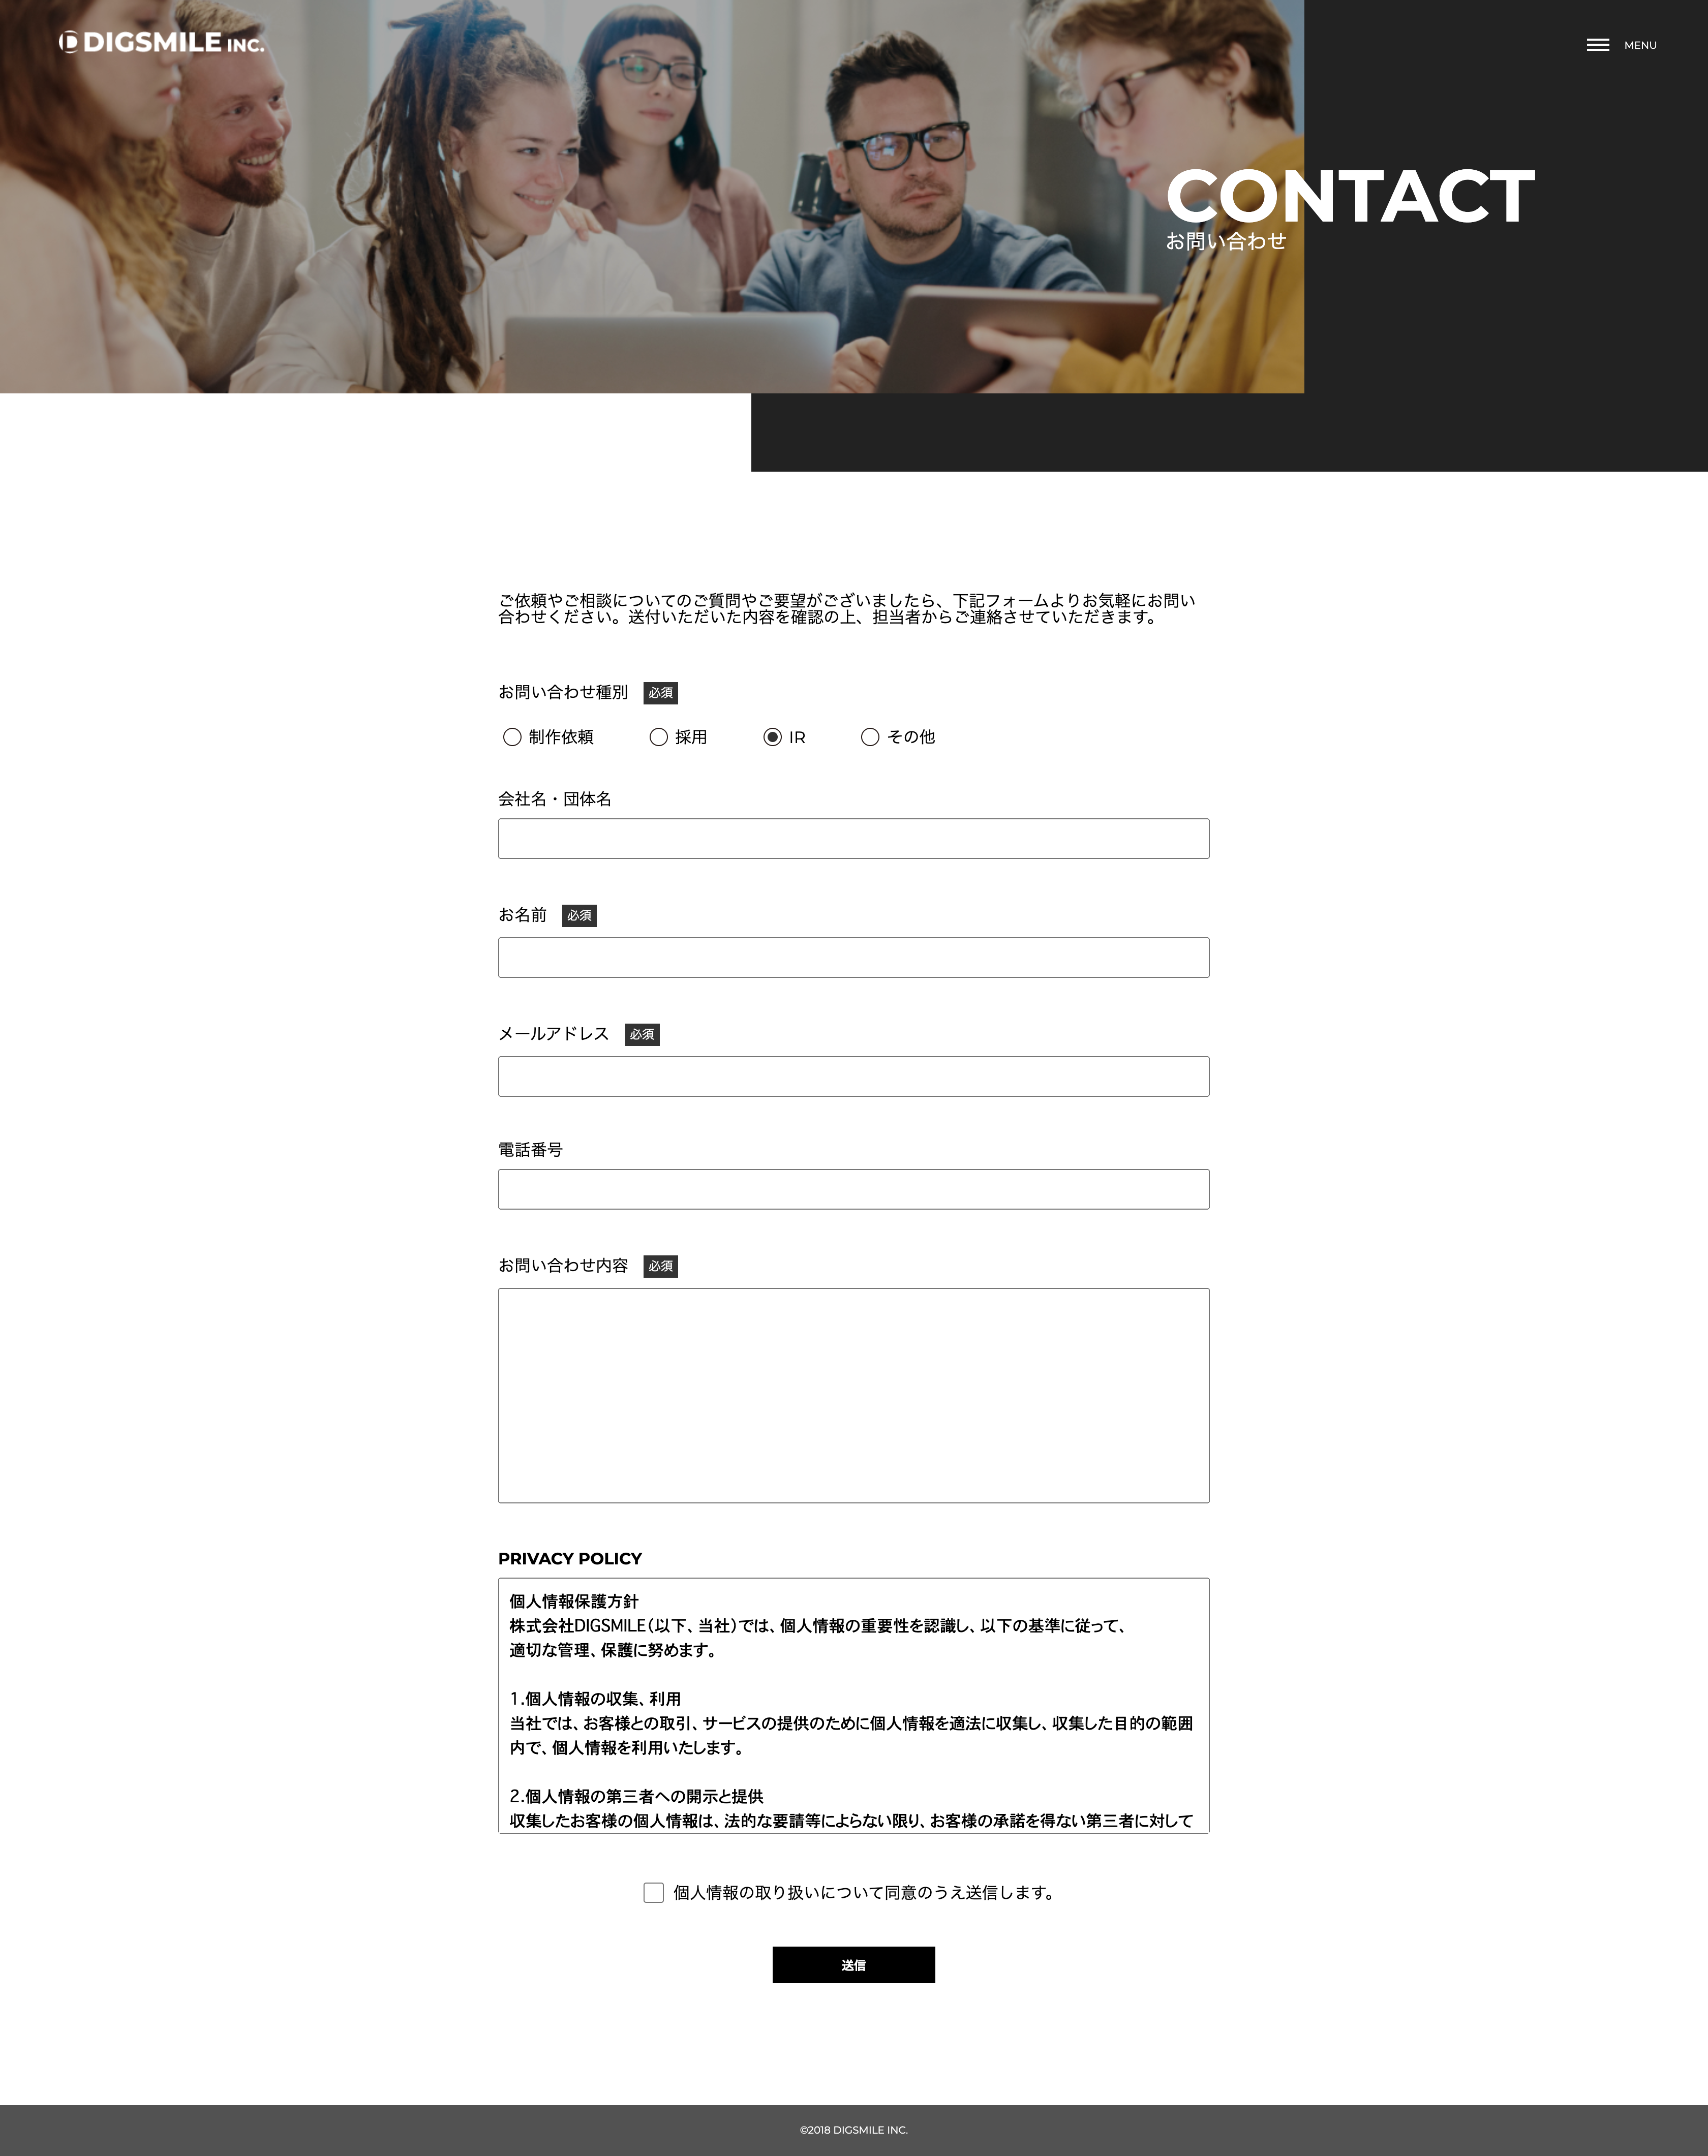 DIGSMILE INC.
MENU
CONTACT
お問い合わせ
ご依頼やご相談についてのご質問やご要望がございましたら、下記フォームよりお気軽にお問い
合わせください。送付いただいた内容を確認の上、担当者からご連絡させていただきます。
お問い合わせ種別 必須
制作依頼 採用 IR その他
会社名・団体名
お名前 必須
メールアドレス 必須
電話番号
お問い合わせ内容 必須
PRIVACY POLICY
個人情報保護方針
株式会社DIGSMILE（以下、当社）では、個人情報の重要性を認識し、以下の基準に従って、
適切な管理、保護に努めます。
1.個人情報の収集、利用
当社では、お客様との取引、サービスの提供のために個人情報を適法に収集し、収集した目的の範囲
内で、個人情報を利用いたします。
2.個人情報の第三者への開示と提供
収集したお客様の個人情報は、法的な要請等によらない限り、お客様の承諾を得ない第三者に対して
個人情報の取り扱いについて同意のうえ送信します。
送信
©2018 DIGSMILE INC.